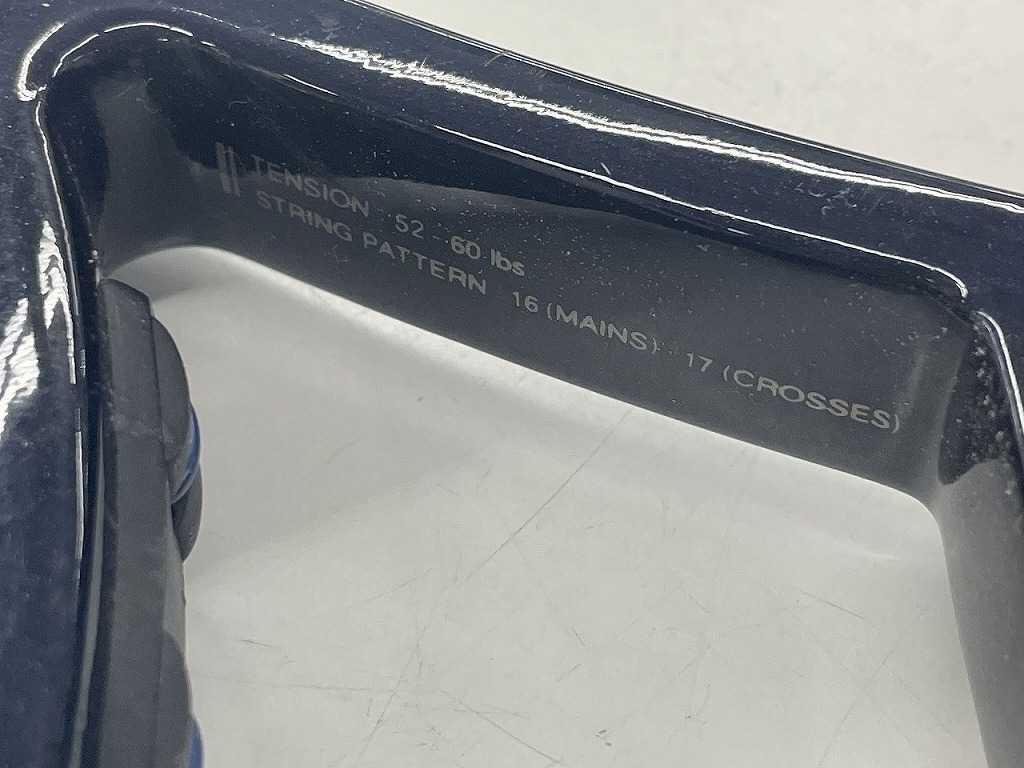 TENSION 52 - 60 lbs
STRING PATTERN 16 (MAINS) 17 (CROSSES)